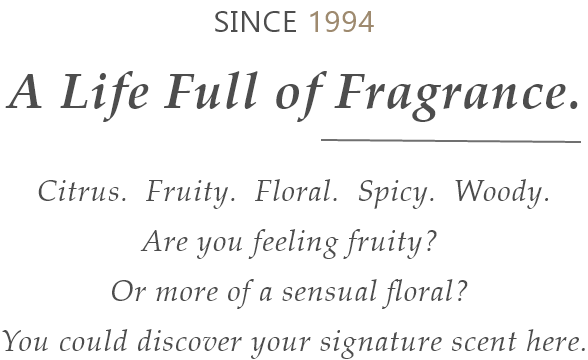 SINCE 1994
A Life Full of Fragrance.
Citrus. Fruity. Floral. Spicy. Woody.
Are you feeling fruity?
Or more of a sensual floral?
You could discover your signature scent here.